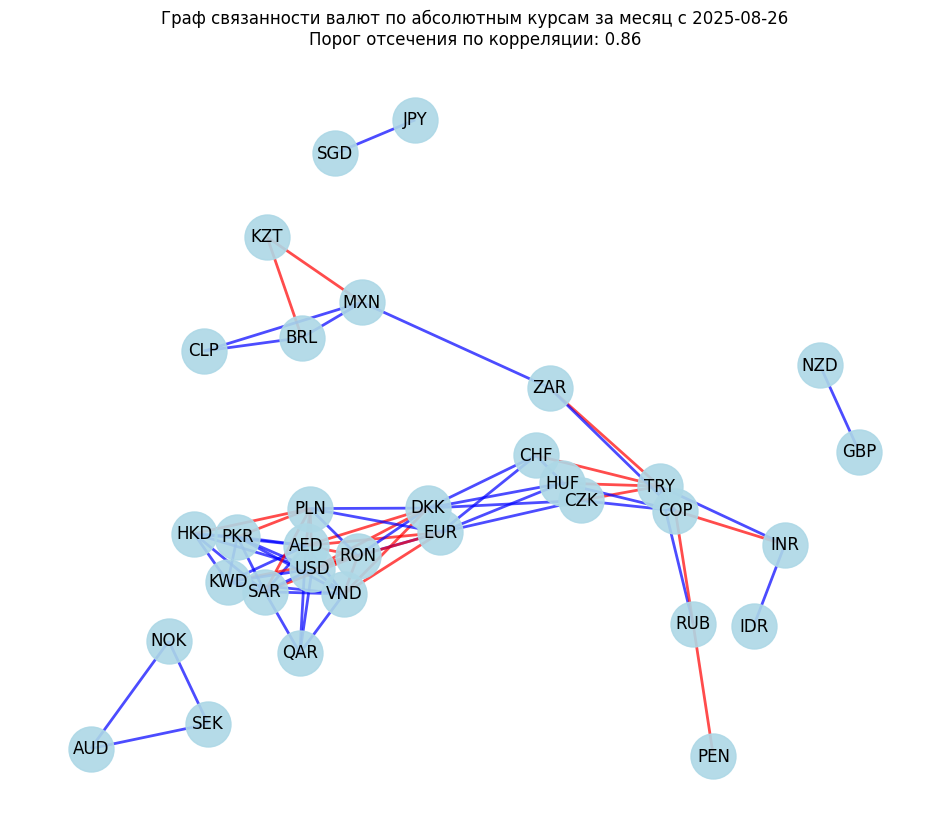 Граф связанности валют по абсолютным курсам за месяц с 2025-08-26
Порог отсечения по корреляции: 0.86
JPY
SGD
KZT
MXN
BRL
CLP
NZD
ZAR
GBP
CHF
HUF
TRY
CZK
PLN
DKK
COP
HKD
PKR
EUR
AED
RON
INR
USD
KWD
SAR
VND
RUB
IDR
NOK
QAR
SEK
AUD
PEN